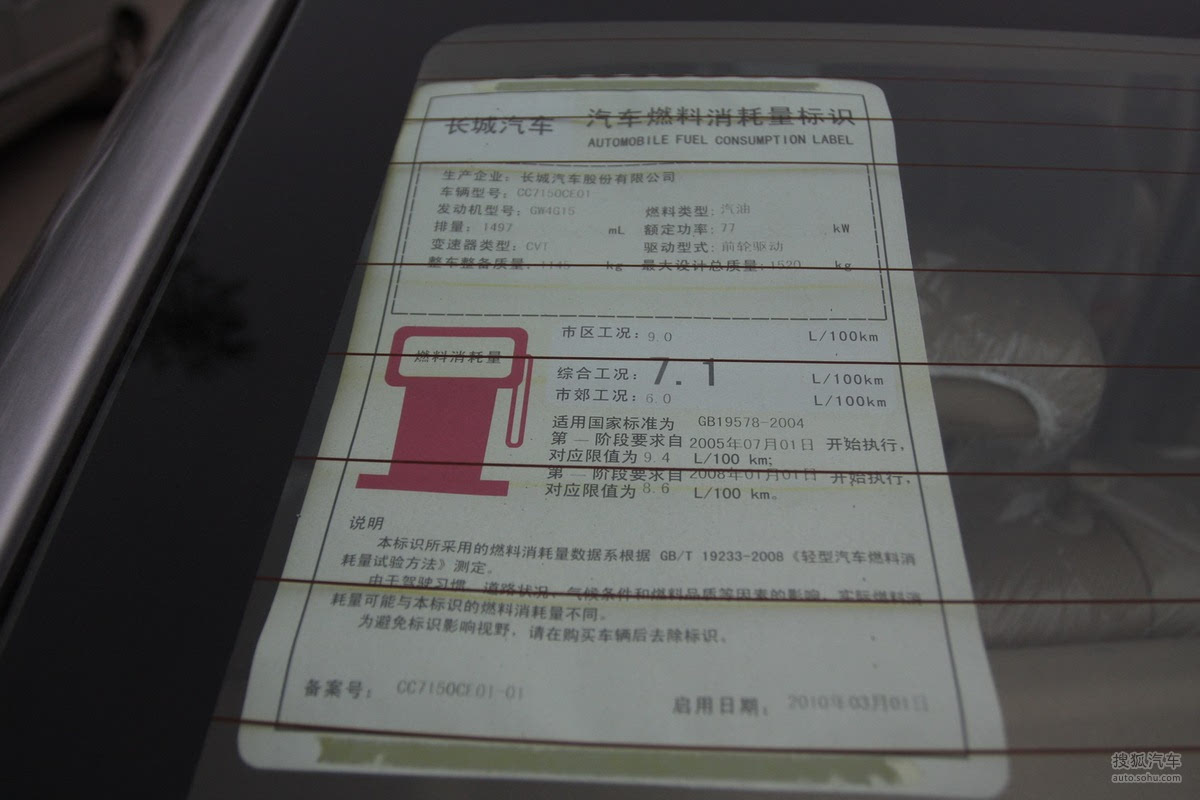 长城汽车 汽车燃料消耗量标识
AUTOMOBILE FUEL CONSUMPTION LABEL
生产企业：长城汽车股份有限公司
车辆型号：CC7150CE01
发动机型号：GW4G15 燃料类型：汽油
排量：1497 mL 额定功率：77 kW
变速器类型：CVT 驱动型式：前轮驱动
整车整备质量：1145 kg 最大设计总质量：1520 kg
燃料消耗量
市区工况：9.0 L/100km
综合工况：7.1 L/100km
市郊工况：6.0 L/100km
适用国家标准为 GB19578-2004
第一阶段要求自2005年07月01日 开始执行，
对应限值为9.4 L/100 km;
第 阶段要求自2008年01月01日 开始执行，
对应限值为8.6 L/100 km。
说明
本标识所采用的燃料消耗量数据系根据 GB/T 19233-2008《轻型汽车燃料消
耗量试验方法》测定。
由于驾驶习惯、道路状况、气候条件和燃料品质等因素的影响，实际燃料消
耗量可能与本标识的燃料消耗量不同。
为避免标识影响视野，请在购买车辆后去除标识。
备案号：CC7150CE01-01 启用日期：2010年03月01日
搜狐汽车
auto.sohu.com